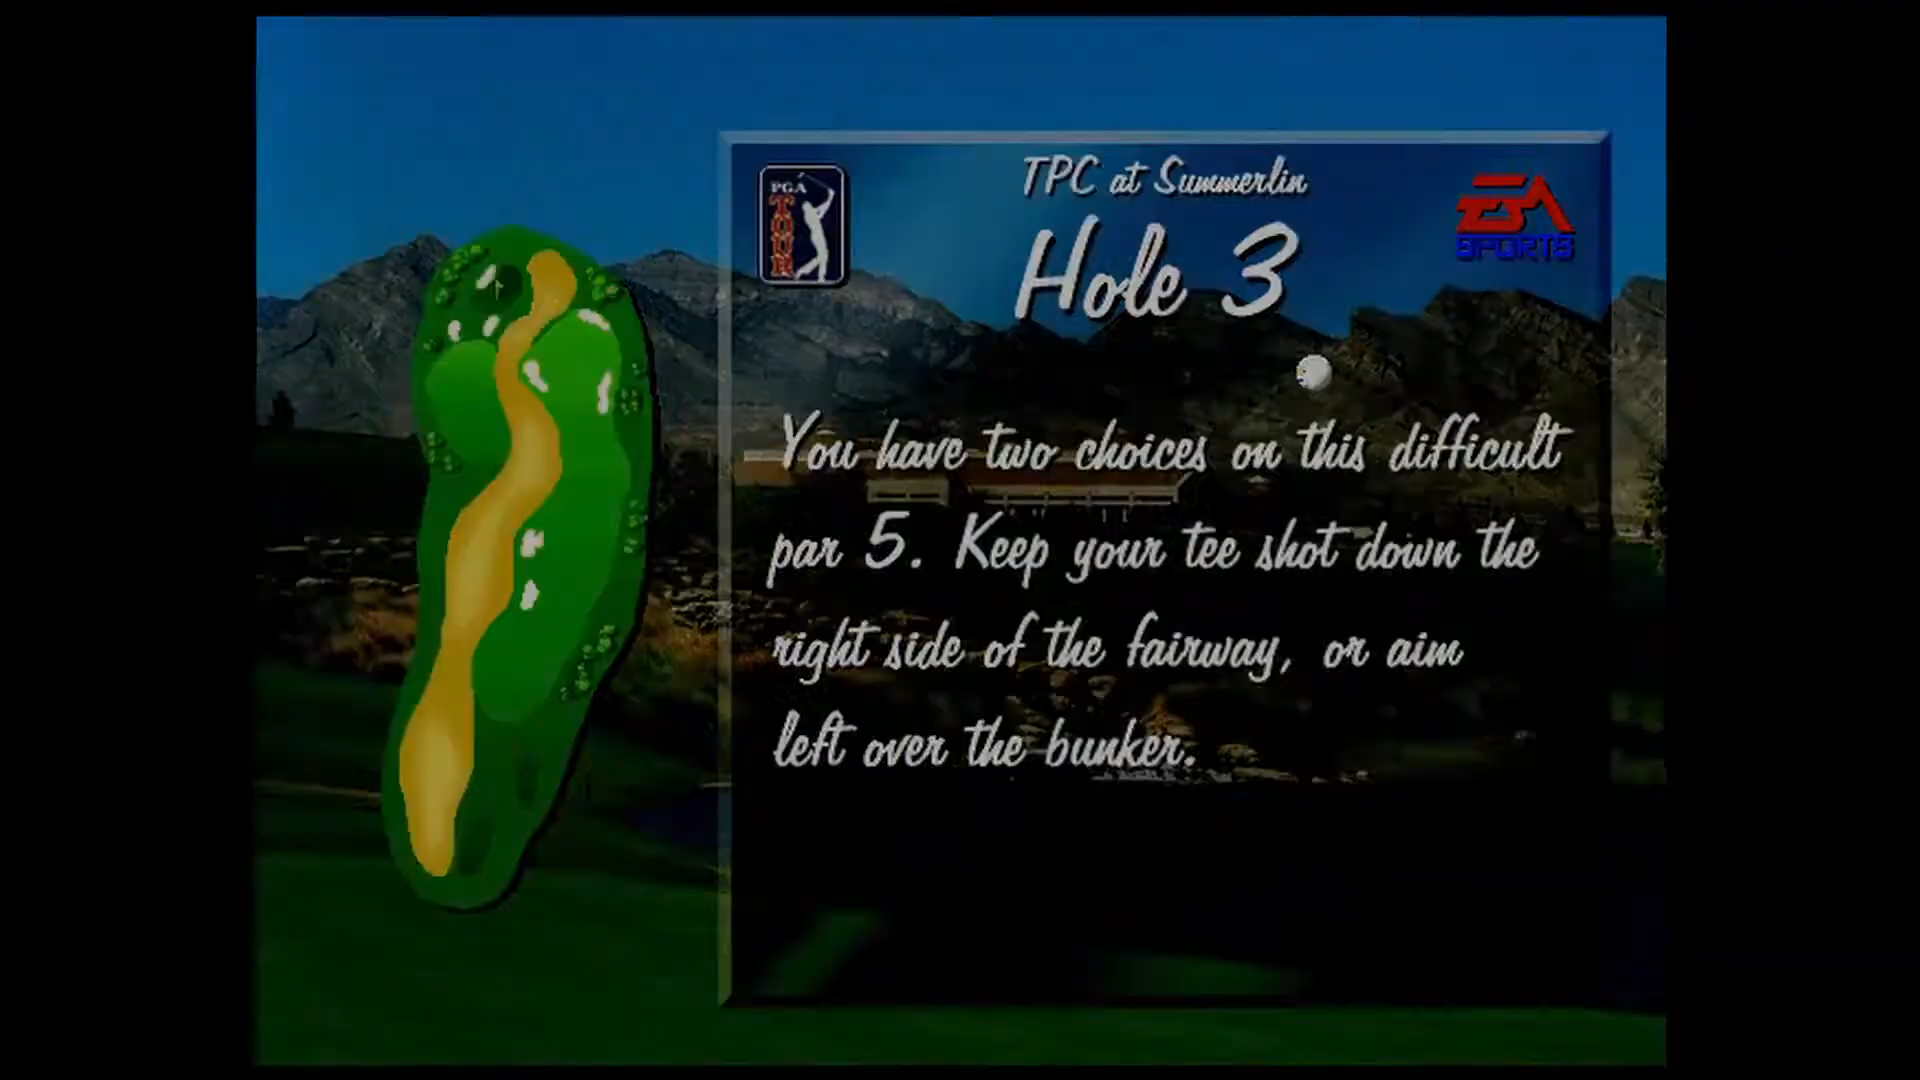 PGA
TOUR
TPC at Summerlin
EA
SPORTS
Hole 3
You have two choices on this difficult
par 5. Keep your tee shot down the
right side of the fairway, or aim
left over the bunker.